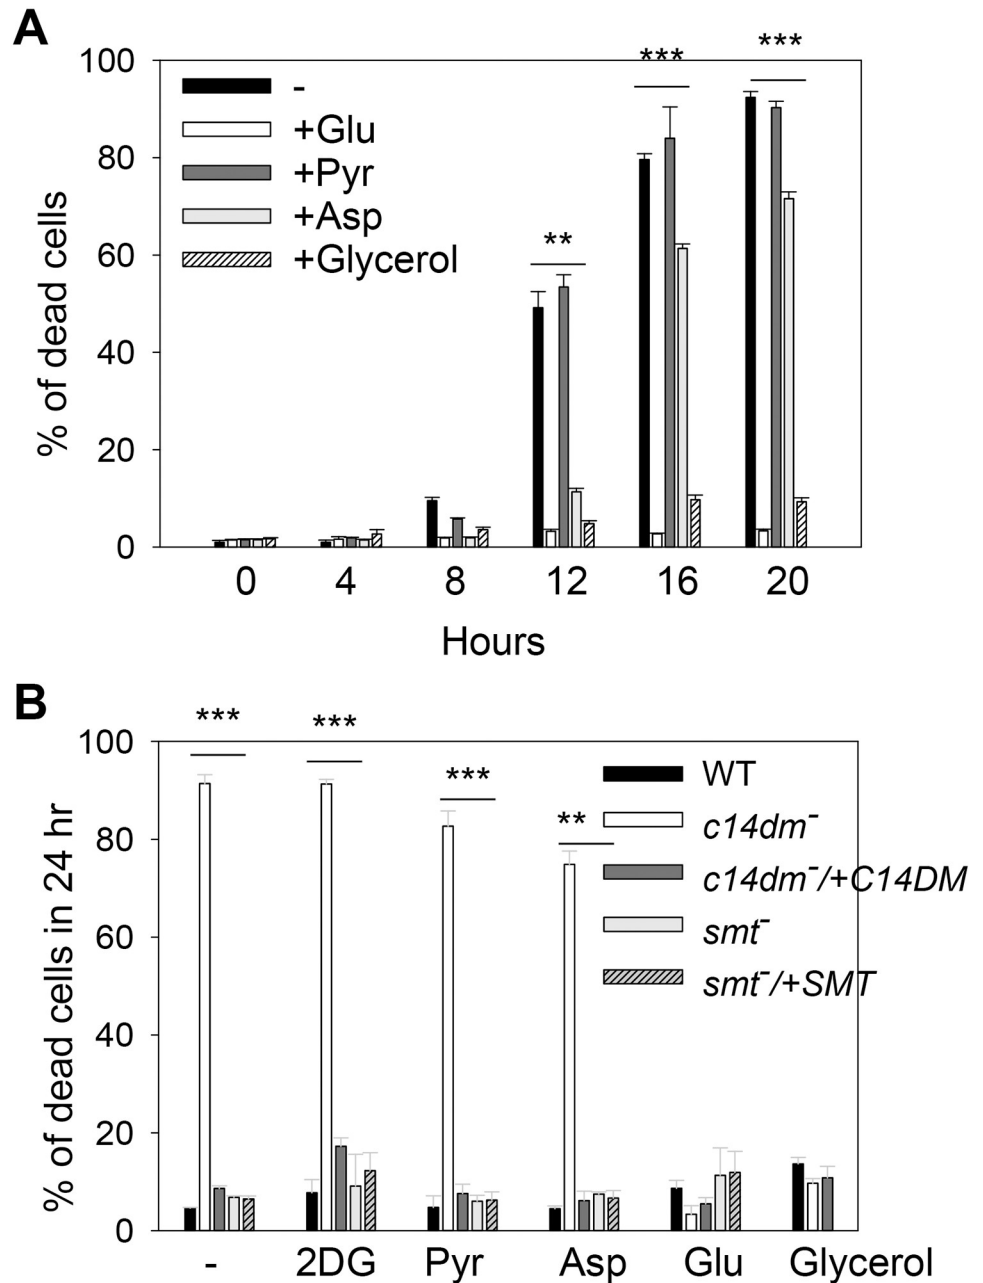 A
***
***
100
-
+Glu
80
+Pyr
+Asp
**
60
+Glycerol
% of dead cells
40
20
0
0 4 8 12 16 20
Hours
B
***
***
100
***
WT
**
80
c14dm⁻
c14dm⁻/+C14DM
60
smt⁻
smt⁻/+SMT
% of dead cells in 24 hr
40
20
0
- 2DG Pyr Asp Glu Glycerol